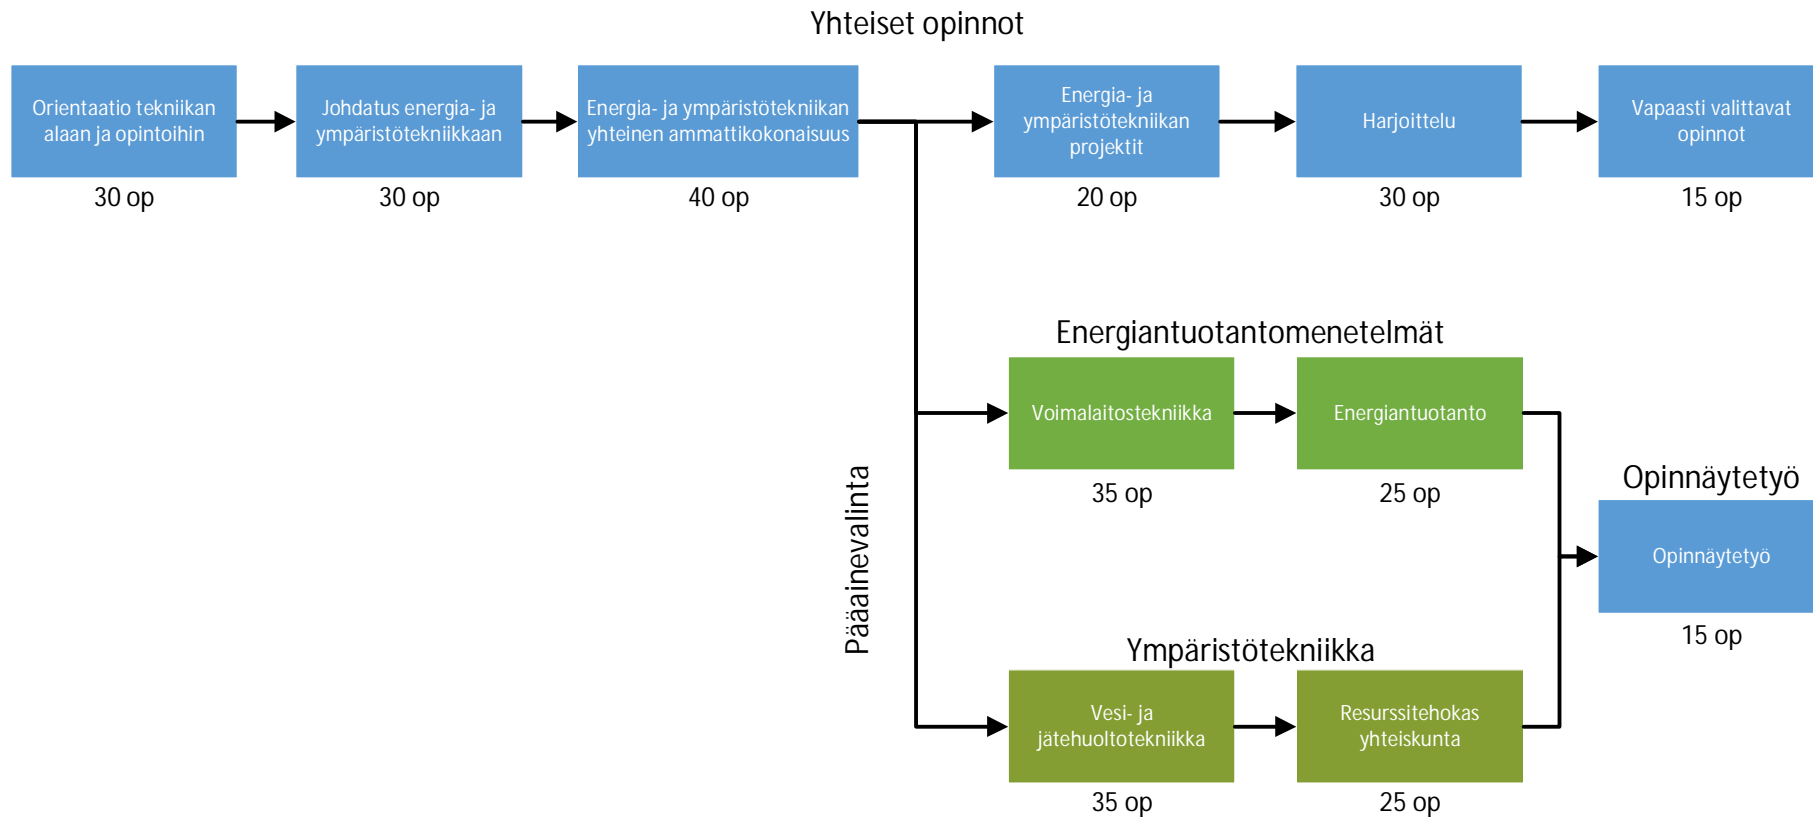 Yhteiset opinnot
Orientaatio tekniikan
alaan ja opintoihin
30 op
Johdatus energia- ja
ympäristötekniikkaan
30 op
Energia- ja ympäristötekniikan
yhteinen ammattikokonaisuus
40 op
Energia- ja
ympäristötekniikan
projektit
20 op
Harjoittelu
30 op
Vapaasti valittavat
opinnot
15 op
Pääainevalinta
Energiantuotantomenetelmät
Voimalaitostekniikka
35 op
Energiantuotanto
25 op
Ympäristötekniikka
Vesi- ja
jätehuoltotekniikka
35 op
Resurssitehokas
yhteiskunta
25 op
Opinnäytetyö
Opinnäytetyö
15 op